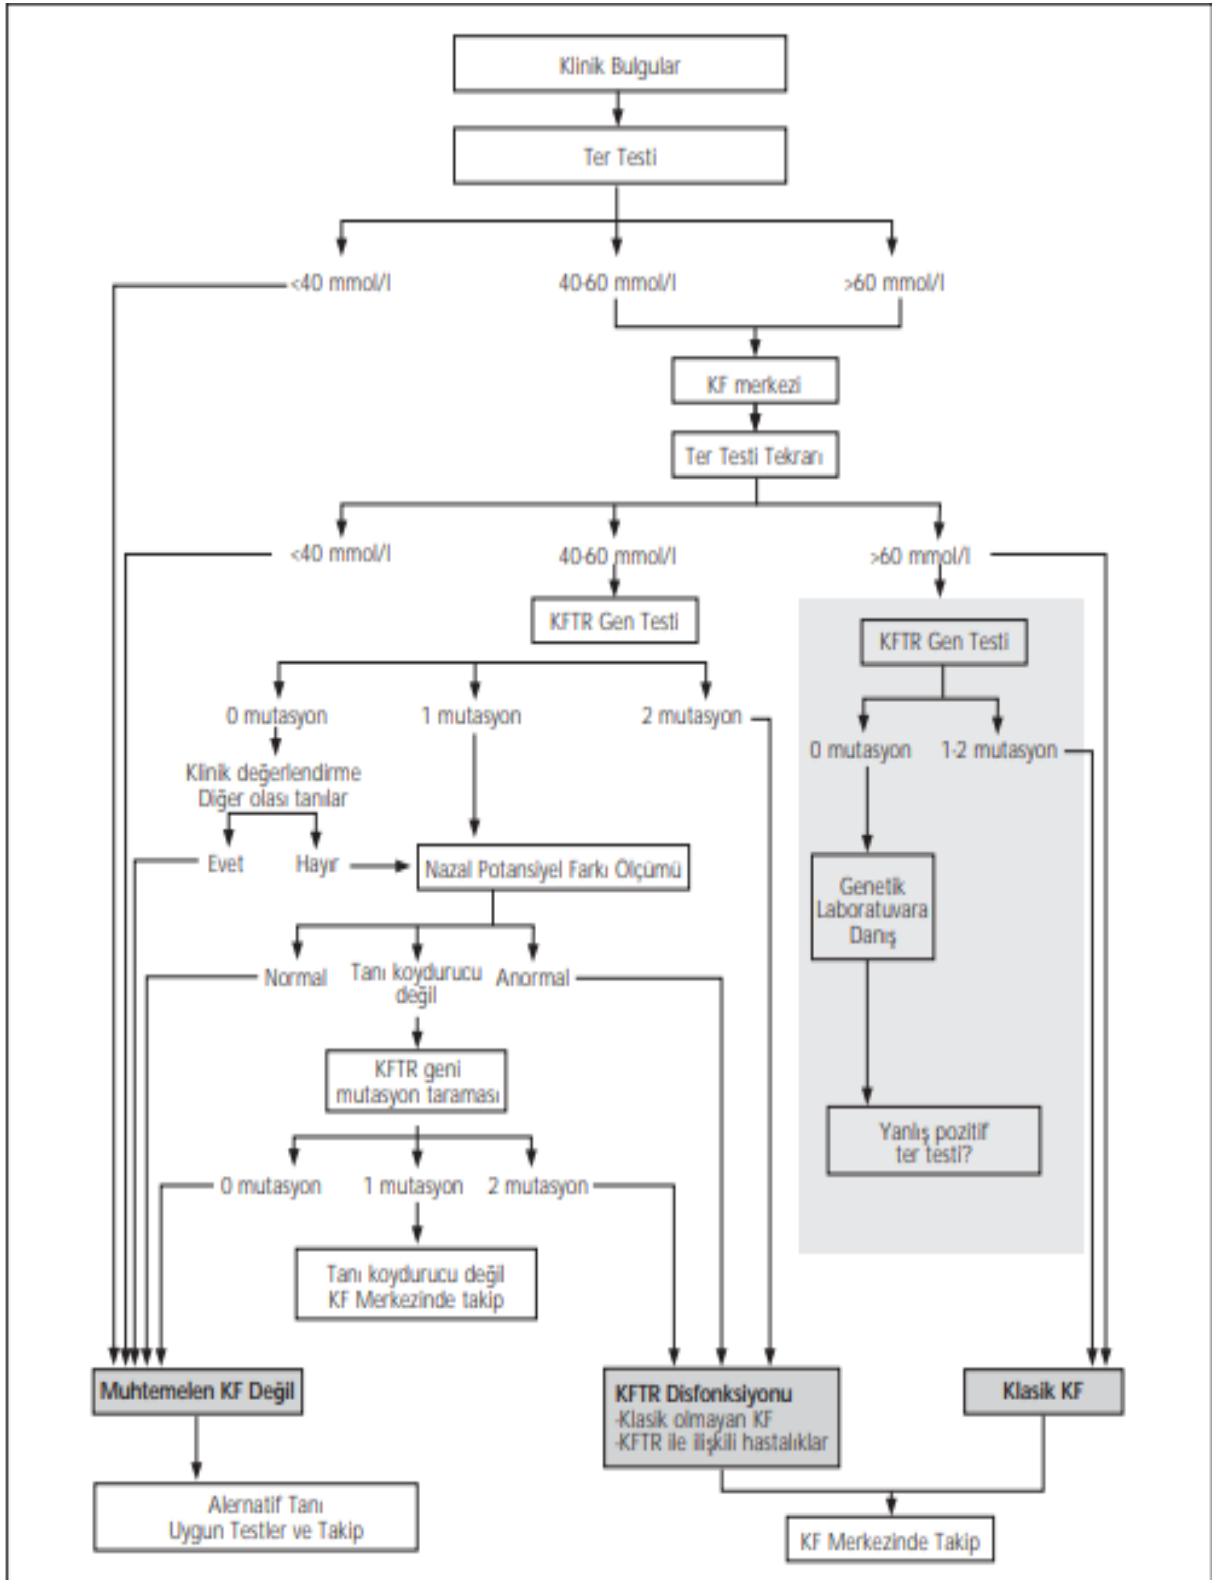 Klinik Bulgular
Ter Testi
<40 mmol/l
40-60 mmol/l
>60 mmol/l
KF merkezi
Ter Testi Tekrarı
<40 mmol/l
40-60 mmol/l
>60 mmol/l
KFTR Gen Testi
KFTR Gen Testi
0 mutasyon
1 mutasyon
2 mutasyon
0 mutasyon
1-2 mutasyon
Klinik değerlendirme
Diğer olası tanılar
Evet
Hayır
Nazal Potansiyel Farkı Ölçümü
Genetik
Laboratuvara
Danış
Normal
Tanı koydurucu
değil
Anormal
KFTR geni
mutasyon taraması
Yanlış pozitif
ter testi?
0 mutasyon
1 mutasyon
2 mutasyon
Tanı koydurucu değil
KF Merkezinde takip
Muhtemelen KF Değil
KFTR Disfonksiyonu
-Klasik olmayan KF
-KFTR ile ilişkili hastalıklar
Klasik KF
Alernatif Tanı
Uygun Testler ve Takip
KF Merkezinde Takip